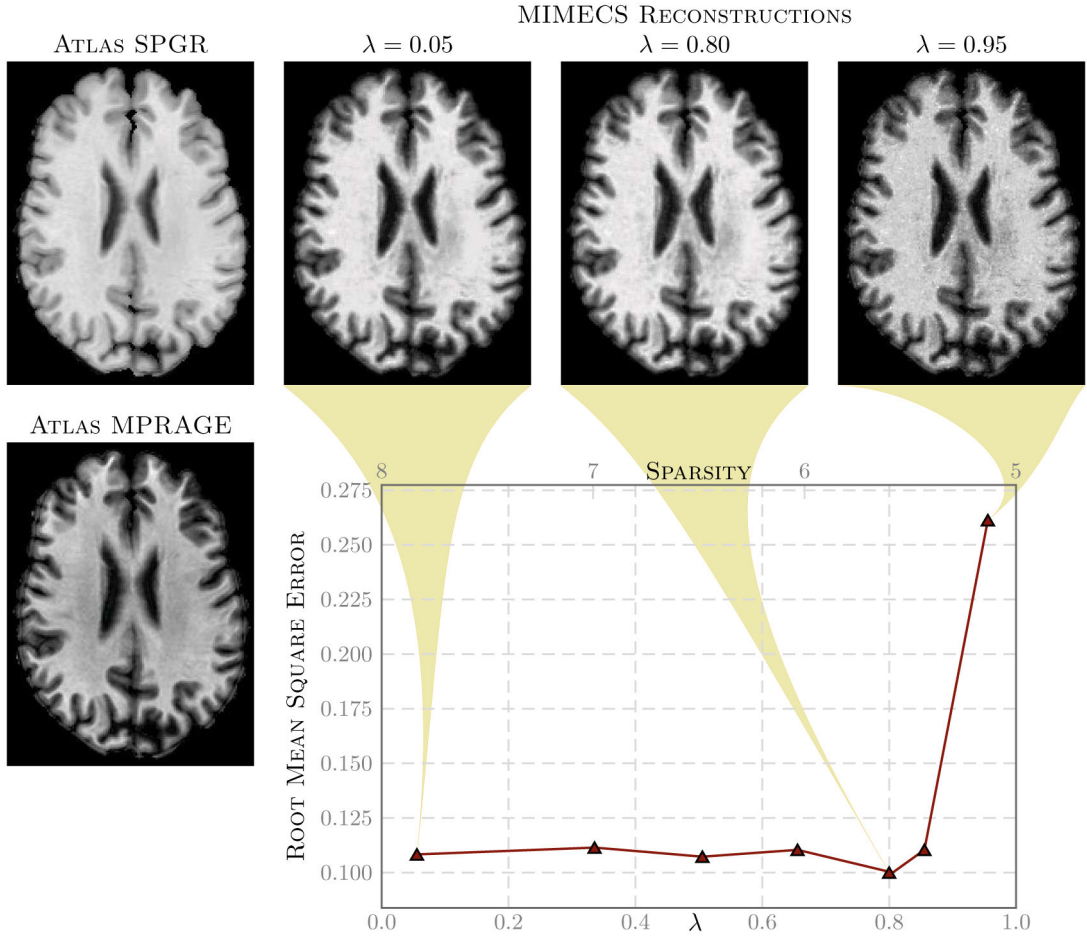 MIMECS Reconstructions
Atlas SPGR
λ = 0.05
λ = 0.80
λ = 0.95
Atlas MPRAGE
8 7 6 5
Sparsity
Root Mean Square Error
0.275
0.250
0.225
0.200
0.175
0.150
0.125
0.100
0.0 0.2 0.4 0.6 0.8 1.0
λ